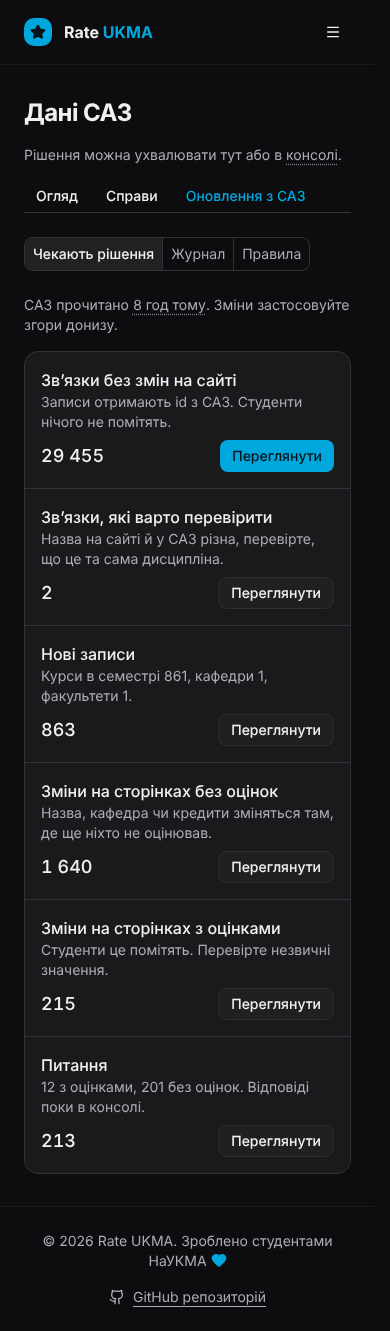 Rate UKMA
Дані САЗ
Рішення можна ухвалювати тут або в консолі.
Огляд
Справи
Оновлення з САЗ
Чекають рішення
Журнал
Правила
САЗ прочитано 8 год тому. Зміни застосовуйте
згори донизу.
Зв’язки без змін на сайті
Записи отримають id з САЗ. Студенти
нічого не помітять.
29 455
Переглянути
Зв’язки, які варто перевірити
Назва на сайті й у САЗ різна, перевірте,
що це та сама дисципліна.
2
Переглянути
Нові записи
Курси в семестрі 861, кафедри 1,
факультети 1.
863
Переглянути
Зміни на сторінках без оцінок
Назва, кафедра чи кредити зміняться там,
де ще ніхто не оцінював.
1 640
Переглянути
Зміни на сторінках з оцінками
Студенти це помітять. Перевірте незвичні
значення.
215
Переглянути
Питання
12 з оцінками, 201 без оцінок. Відповіді
поки в консолі.
213
Переглянути
© 2026 Rate UKMA. Зроблено студентами
НаУКМА
GitHub репозиторій